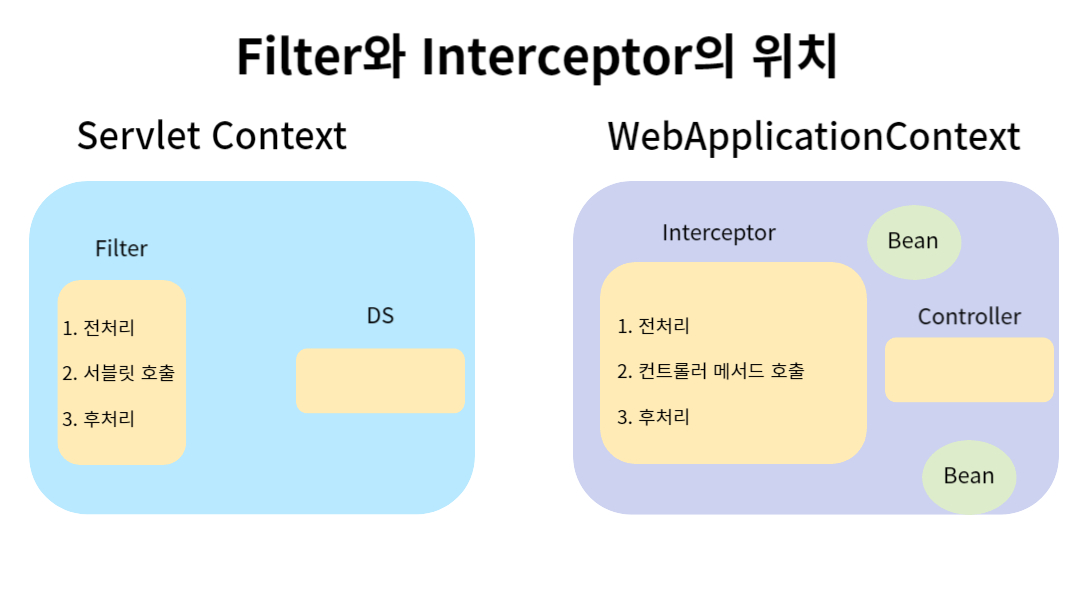 Filter와 Interceptor의 위치
Servlet Context
Filter
1. 전처리
2. 서블릿 호출
3. 후처리
DS
WebApplicationContext
Interceptor
1. 전처리
2. 컨트롤러 메서드 호출
3. 후처리
Bean
Controller
Bean